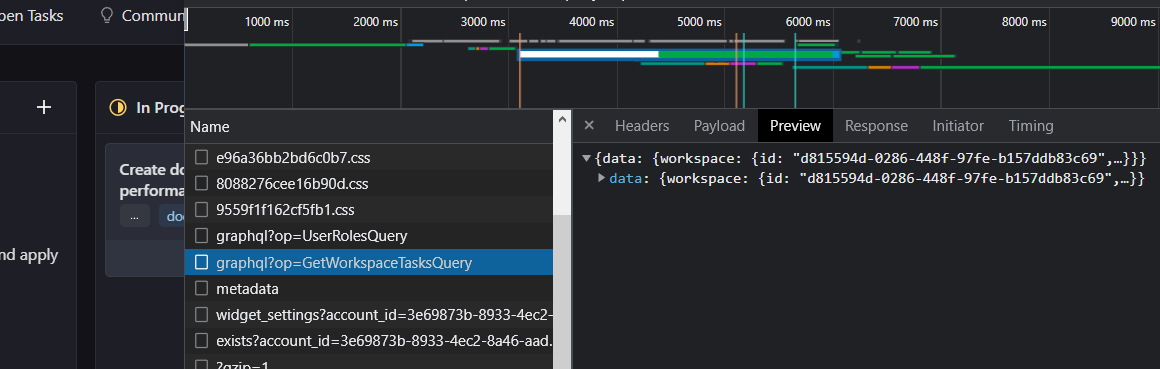 pen Tasks
Commun
1000 ms
2000 ms
3000 ms
4000 ms
5000 ms
6000 ms
7000 ms
8000 ms
9000 ms
+
In Prog
Create do
performa
...
doc
nd apply
Name
e96a36bb2bd6c0b7.css
8088276cee16b90d.css
9559f1f162cf5fb1.css
graphql?op=UserRolesQuery
graphql?op=GetWorkspaceTasksQuery
metadata
widget_settings?account_id=3e69873b-8933-4ec2-
exists?account_id=3e69873b-8933-4ec2-8a46-aad.
?gzip=1
× Headers Payload Preview Response Initiator Timing
▼{data: {workspace: {id: "d815594d-0286-448f-97fe-b157ddb83c69",…}}}
▶data: {workspace: {id: "d815594d-0286-448f-97fe-b157ddb83c69",…}}